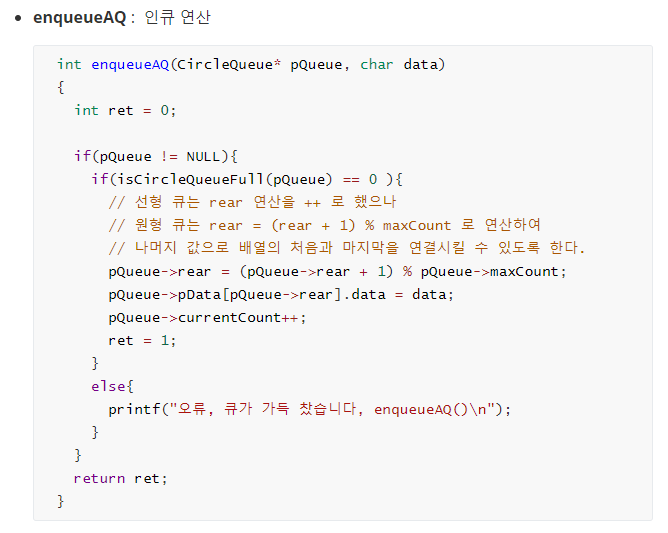 enqueueAQ : 인큐 연산
int enqueueAQ(CircleQueue* pQueue, char data)
{
  int ret = 0;
  if(pQueue != NULL){
    if(isCircleQueueFull(pQueue) == 0 ){
      // 선형 큐는 rear 연산을 ++ 로 했으나
      // 원형 큐는 rear = (rear + 1) % maxCount 로 연산하여
      // 나머지 값으로 배열의 처음과 마지막을 연결시킬 수 있도록 한다.
      pQueue->rear = (pQueue->rear + 1) % pQueue->maxCount;
      pQueue->pData[pQueue->rear].data = data;
      pQueue->currentCount++;
      ret = 1;
    }
    else{
      printf("오류, 큐가 가득 찼습니다, enqueueAQ()\n");
    }
  }
  return ret;
}